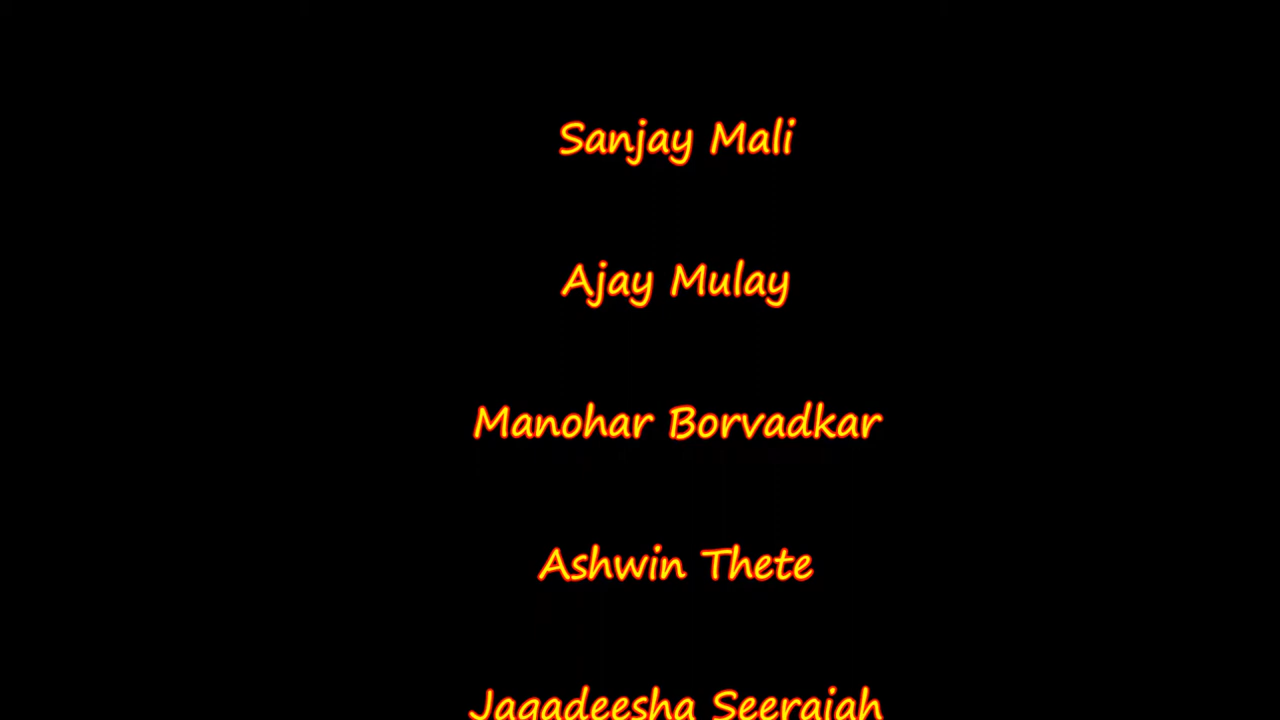 Sanjay Mali
Ajay Mulay
Manohar Borvadkar
Ashwin Thete
Jagadeesha Seeraiah